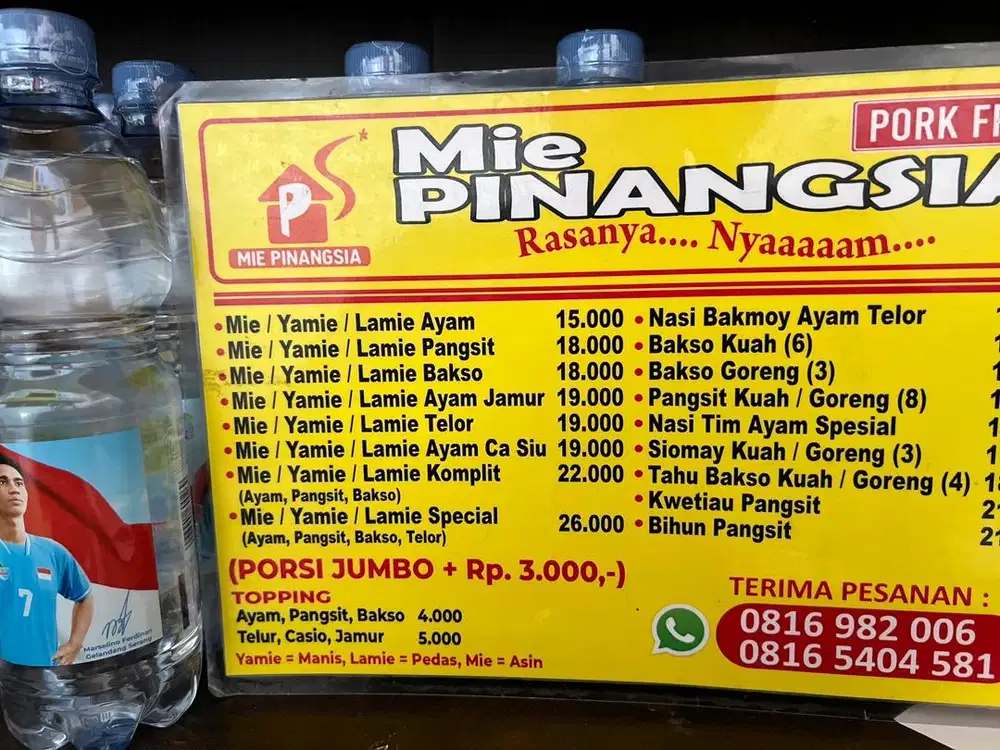 PS
MIE PINANGSIA
Mie
PINANGSIA
Rasanya.... Nyaaaaam....
PORK
• Mie / Yamie / Lamie Ayam 15.000
• Mie / Yamie / Lamie Pangsit 18.000
• Mie / Yamie / Lamie Bakso 18.000
• Mie / Yamie / Lamie Ayam Jamur 19.000
• Mie / Yamie / Lamie Telor 19.000
• Mie / Yamie / Lamie Ayam Ca Siu 19.000
• Mie / Yamie / Lamie Komplit 22.000
(Ayam, Pangsit, Bakso)
• Mie / Yamie / Lamie Special 26.000
(Ayam, Pangsit, Bakso, Telor)
• Nasi Bakmoy Ayam Telor
• Bakso Kuah (6)
• Bakso Goreng (3)
• Pangsit Kuah / Goreng (8)
• Nasi Tim Ayam Spesial
• Siomay Kuah / Goreng (3)
• Tahu Bakso Kuah / Goreng (4)
• Kwetiau Pangsit
• Bihun Pangsit
(PORSI JUMBO + Rp. 3.000,-)
TOPPING
Ayam, Pangsit, Bakso 4.000
Telur, Casio, Jamur 5.000
Yamie = Manis, Lamie = Pedas, Mie = Asin
TERIMA PESANAN :
0816 982 006
0816 5404 581
7
Marselino Ferdinan
Gelandang Serang